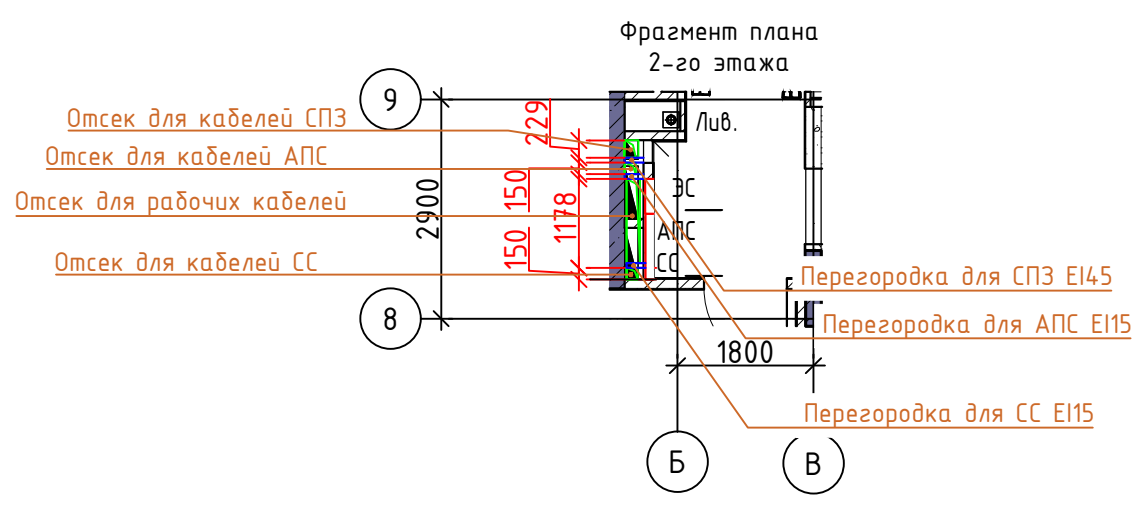 Фрагмент плана
2-го этажа
9
Отсек для кабелей СПЗ
229
Лив.
Отсек для кабелей АПС
150
ЭС
Отсек для рабочих кабелей
2900
1178
АПС
Отсек для кабелей СС
150
СС
Перегородка для СПЗ EI45
8
Перегородка для АПС EI15
1800
Перегородка для СС EI15
Б
В